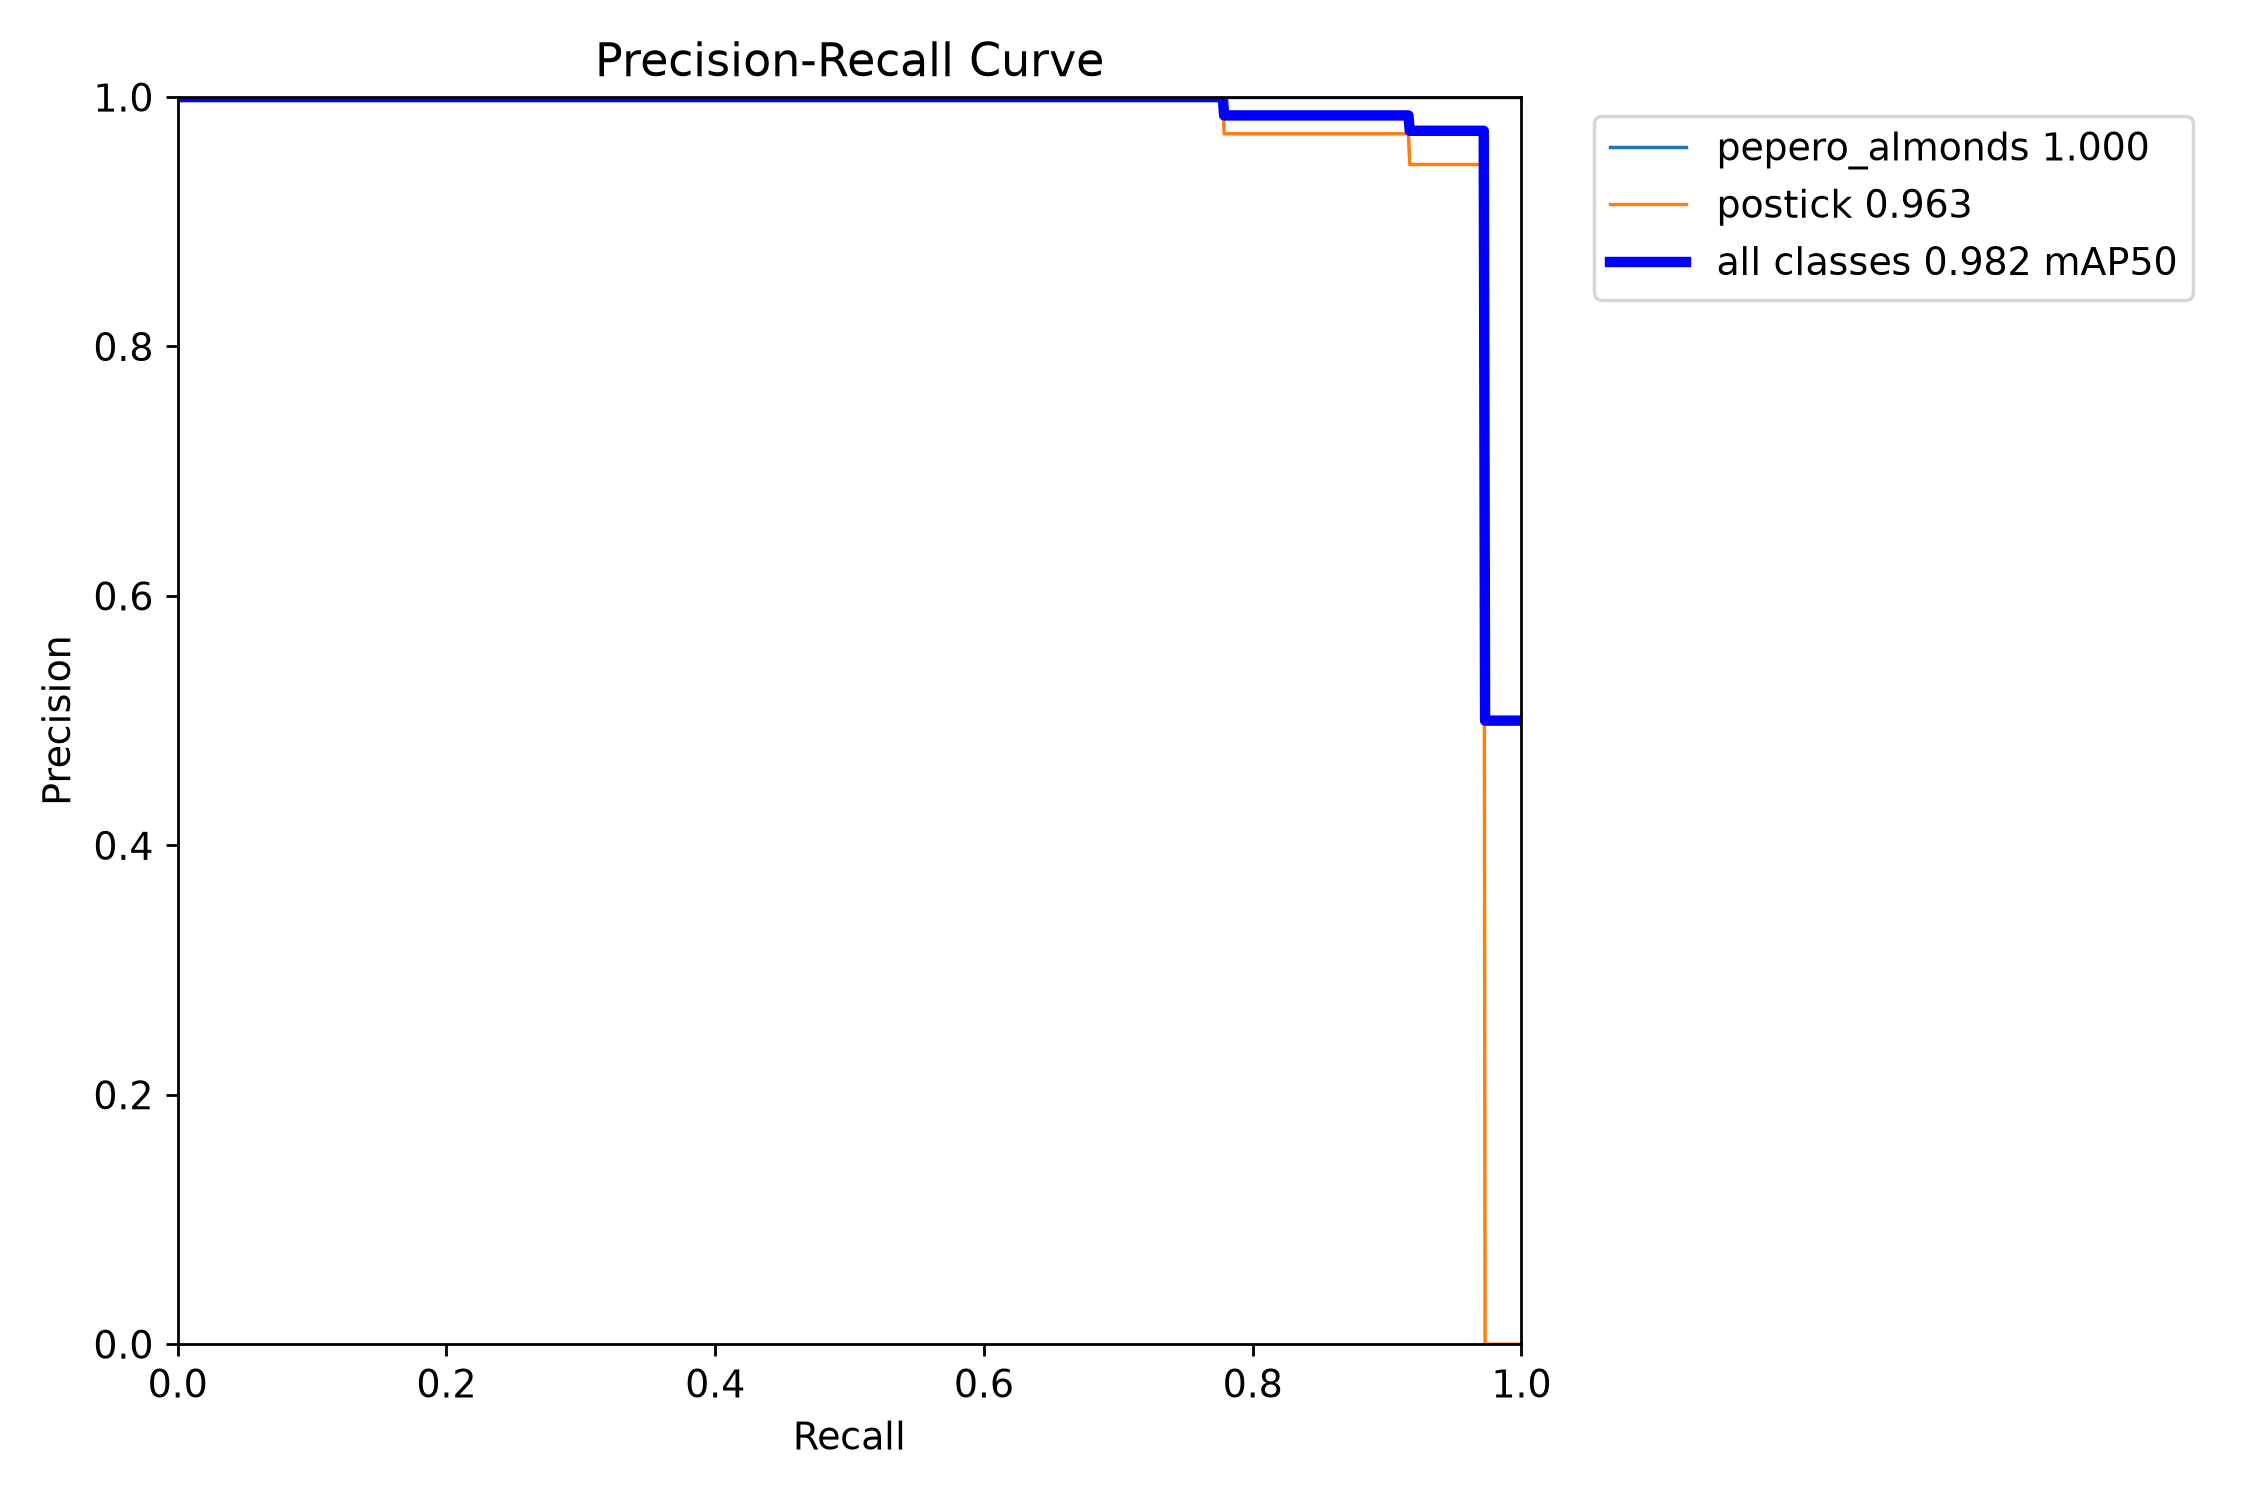 Precision-Recall Curve
1.0
0.8
0.6
0.4
0.2
0.0
Precision
0.0 0.2 0.4 0.6 0.8 1.0
Recall
pepero_almonds 1.000
postick 0.963
all classes 0.982 mAP50